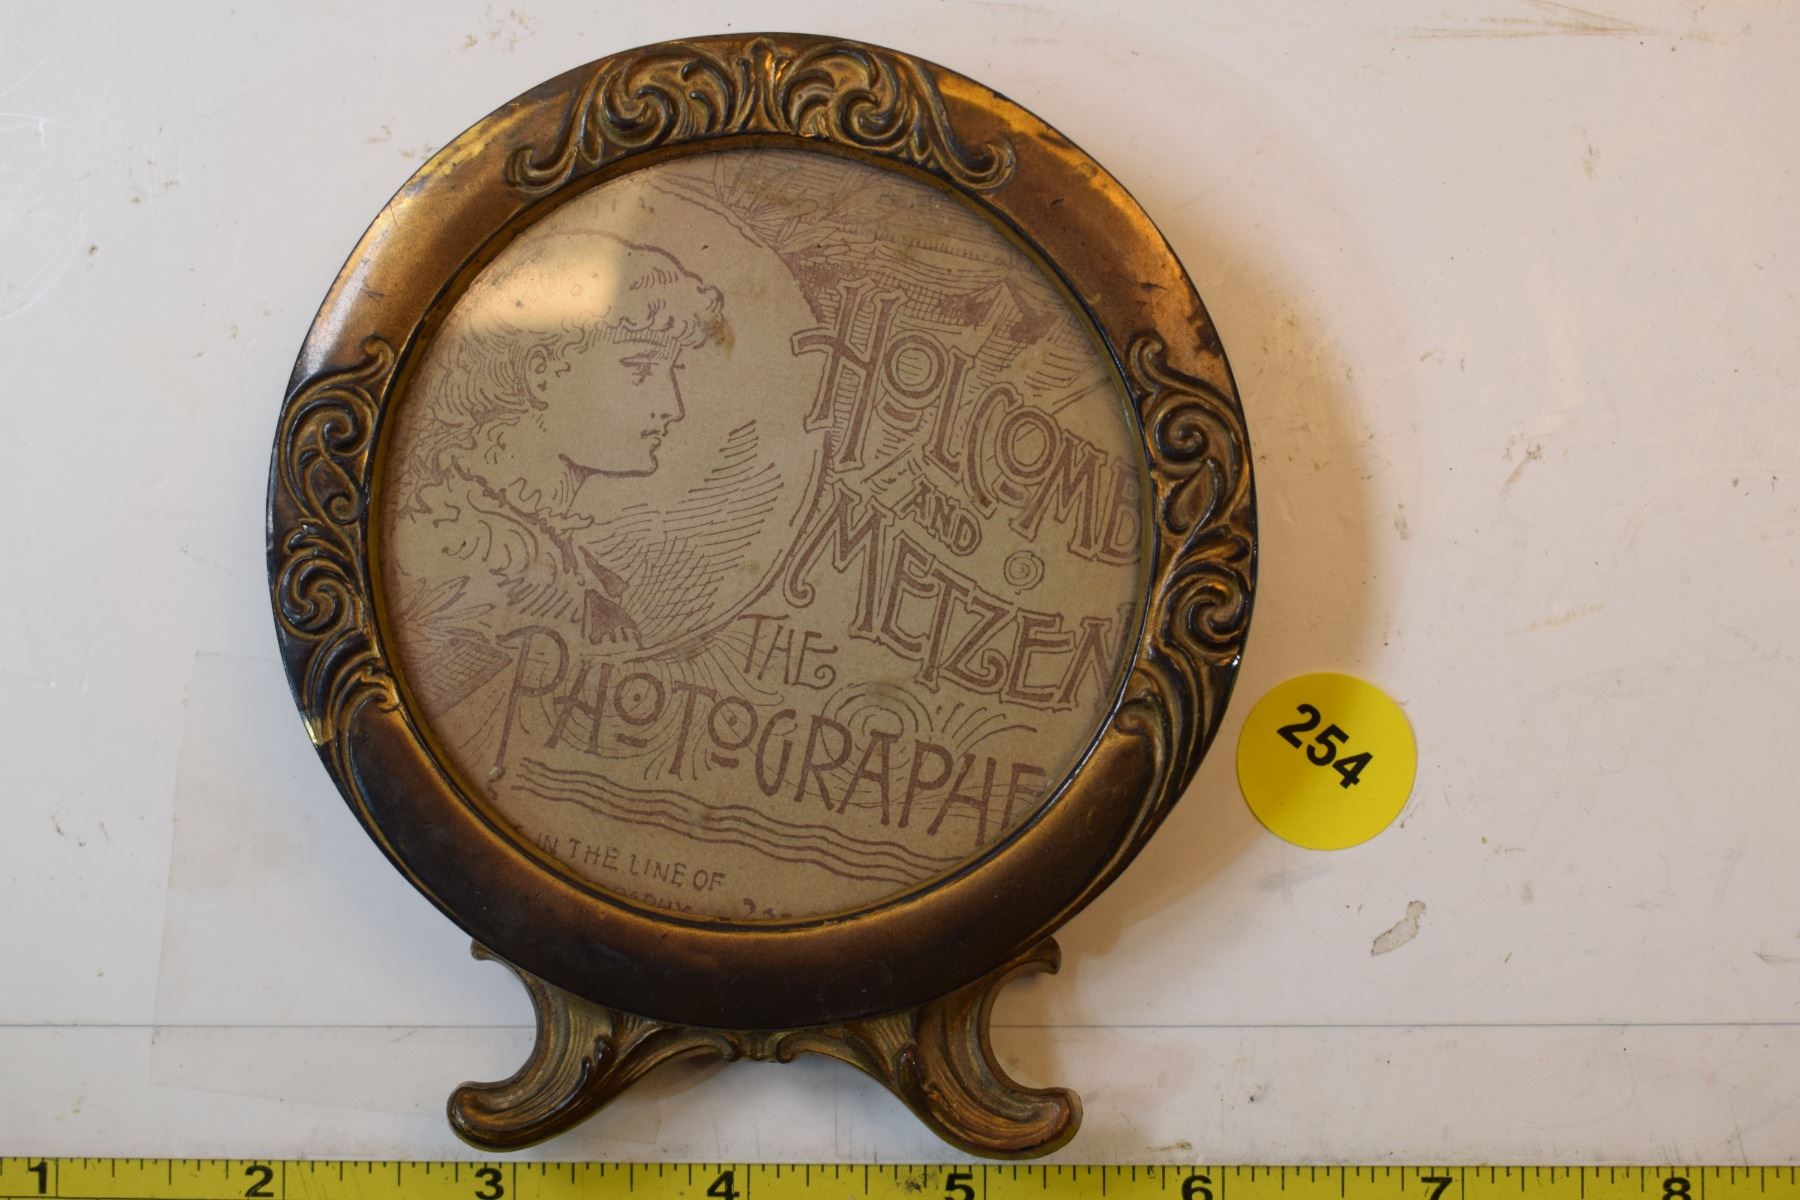 HOLCOMB
AND
METZEN
THE
PHOTOGRAPHE
IN THE LINE OF
254
1 2 3 4 5 6 7 8